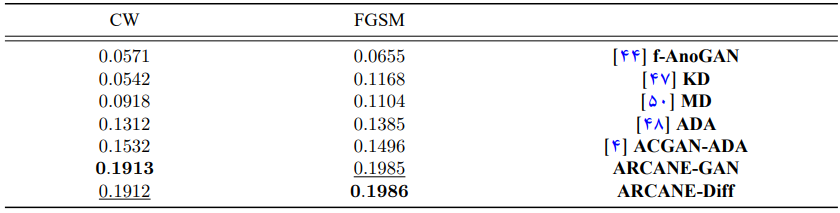 CW FGSM
0.0571 0.0655 [۴۴] f-AnoGAN
0.0542 0.1168 [۴۷] KD
0.0918 0.1104 [۵۰] MD
0.1312 0.1385 [۴۸] ADA
0.1532 0.1496 [۴] ACGAN-ADA
0.1913 0.1985 ARCANE-GAN
0.1912 0.1986 ARCANE-Diff